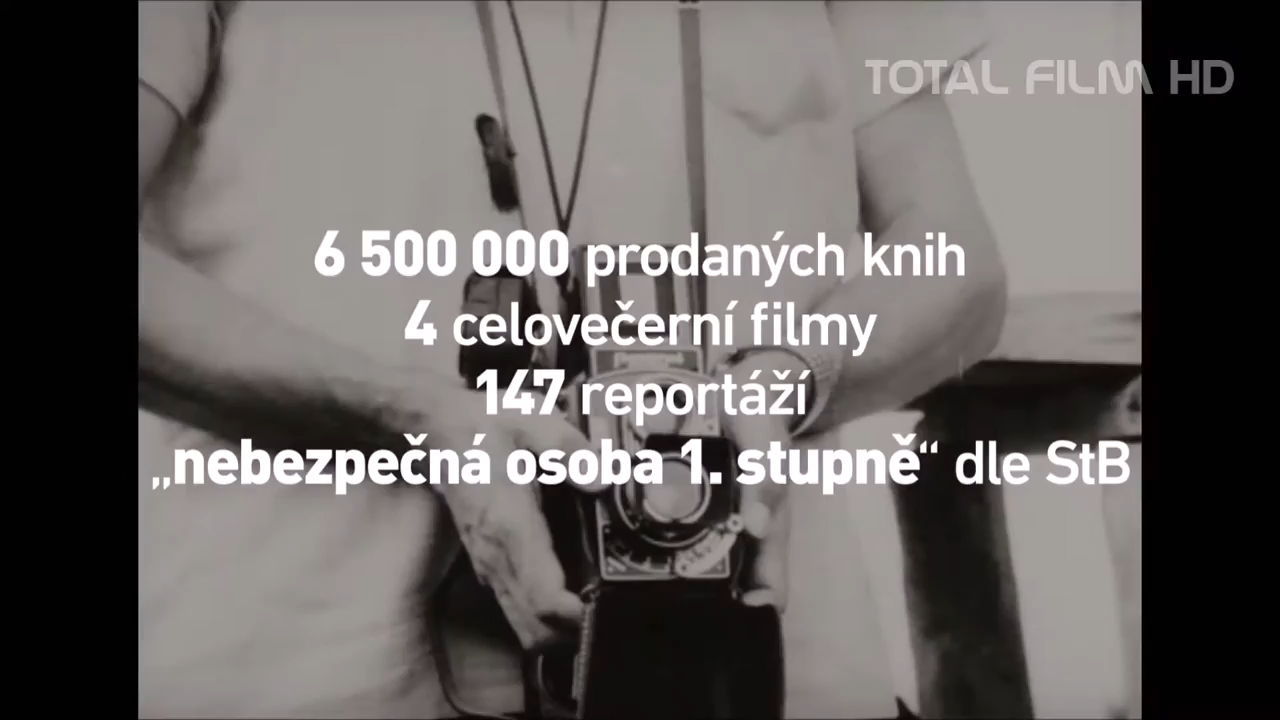 TOTAL FILM HD
6 500 000 prodaných knih
4 celovečerní filmy
147 reportáží
„nebezpečná osoba 1. stupně“ dle StB